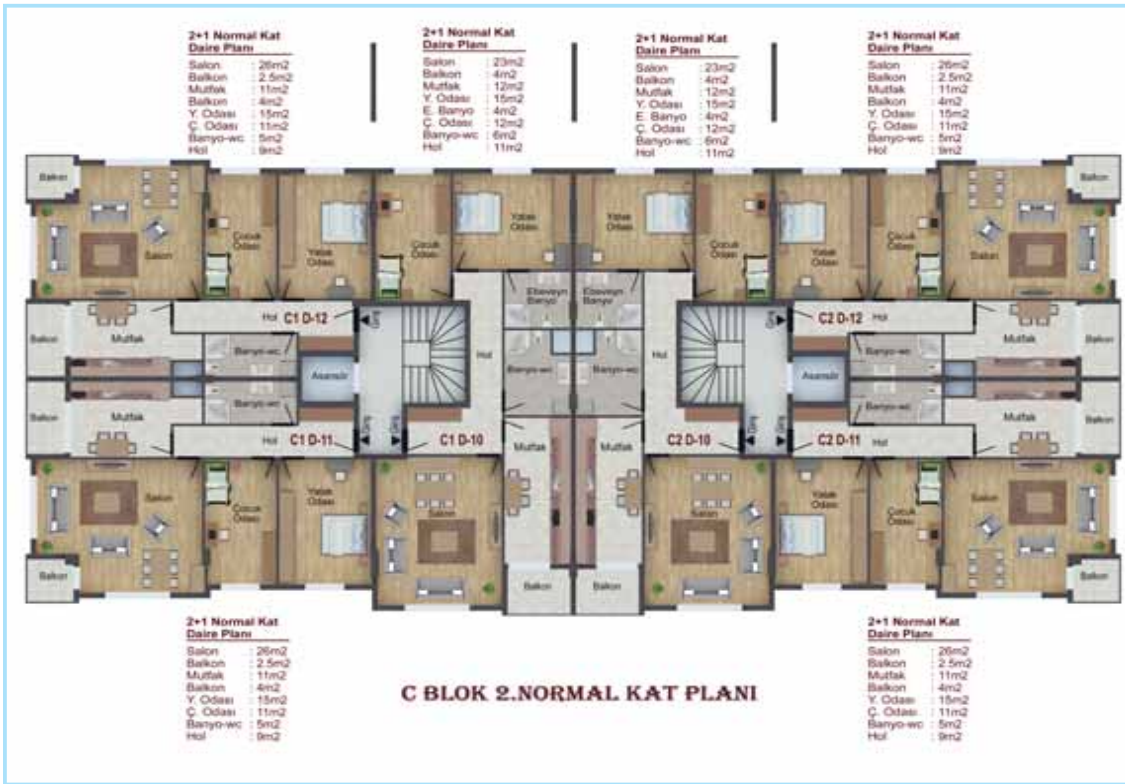 2+1 Normal Kat
Daire Planı
Salon : 26m2
Balkon : 2.5m2
Mutfak : 11m2
Balkon : 4m2
Y. Odası : 15m2
Ç. Odası : 11m2
Banyo-wc : 5m2
Hol : 9m2
2+1 Normal Kat
Daire Planı
Salon : 23m2
Balkon : 4m2
Mutfak : 12m2
Y. Odası : 15m2
E. Banyo : 4m2
Ç. Odası : 12m2
Banyo-wc : 6m2
Hol : 11m2
2+1 Normal Kat
Daire Planı
Salon : 23m2
Balkon : 4m2
Mutfak : 12m2
Y. Odası : 15m2
E. Banyo : 4m2
Ç. Odası : 12m2
Banyo-wc : 6m2
Hol : 11m2
2+1 Normal Kat
Daire Planı
Salon : 26m2
Balkon : 2.5m2
Mutfak : 11m2
Balkon : 4m2
Y. Odası : 15m2
Ç. Odası : 11m2
Banyo-wc : 5m2
Hol : 9m2
Balkon
Salon
Çocuk
Odası
Yatak
Odası
Çocuk
Odası
Yatak
Odası
Yatak
Odası
Çocuk
Odası
Yatak
Odası
Çocuk
Odası
Salon
Balkon
Balkon
Mutfak
Hol
C1 D-12
Giriş
Banyo-wc
Asansör
Hol
Ebeveyn
Banyo
Banyo-wc
Ebeveyn
Banyo
Banyo-wc
Hol
Giriş
C2 D-12
Hol
Mutfak
Balkon
Asansör
Banyo-wc
Balkon
Mutfak
Banyo-wc
Hol
C1 D-11
Giriş
Giriş
C1 D-10
Mutfak
Mutfak
C2 D-10
Giriş
Giriş
C2 D-11
Hol
Banyo-wc
Mutfak
Balkon
Salon
Çocuk
Odası
Yatak
Odası
Salon
Balkon
Balkon
Salon
Yatak
Odası
Çocuk
Odası
Salon
Balkon
Balkon
2+1 Normal Kat
Daire Planı
Salon : 26m2
Balkon : 2.5m2
Mutfak : 11m2
Balkon : 4m2
Y. Odası : 15m2
Ç. Odası : 11m2
Banyo-wc : 5m2
Hol : 9m2
C BLOK 2.NORMAL KAT PLANI
2+1 Normal Kat
Daire Planı
Salon : 26m2
Balkon : 2.5m2
Mutfak : 11m2
Balkon : 4m2
Y. Odası : 15m2
Ç. Odası : 11m2
Banyo-wc : 5m2
Hol : 9m2